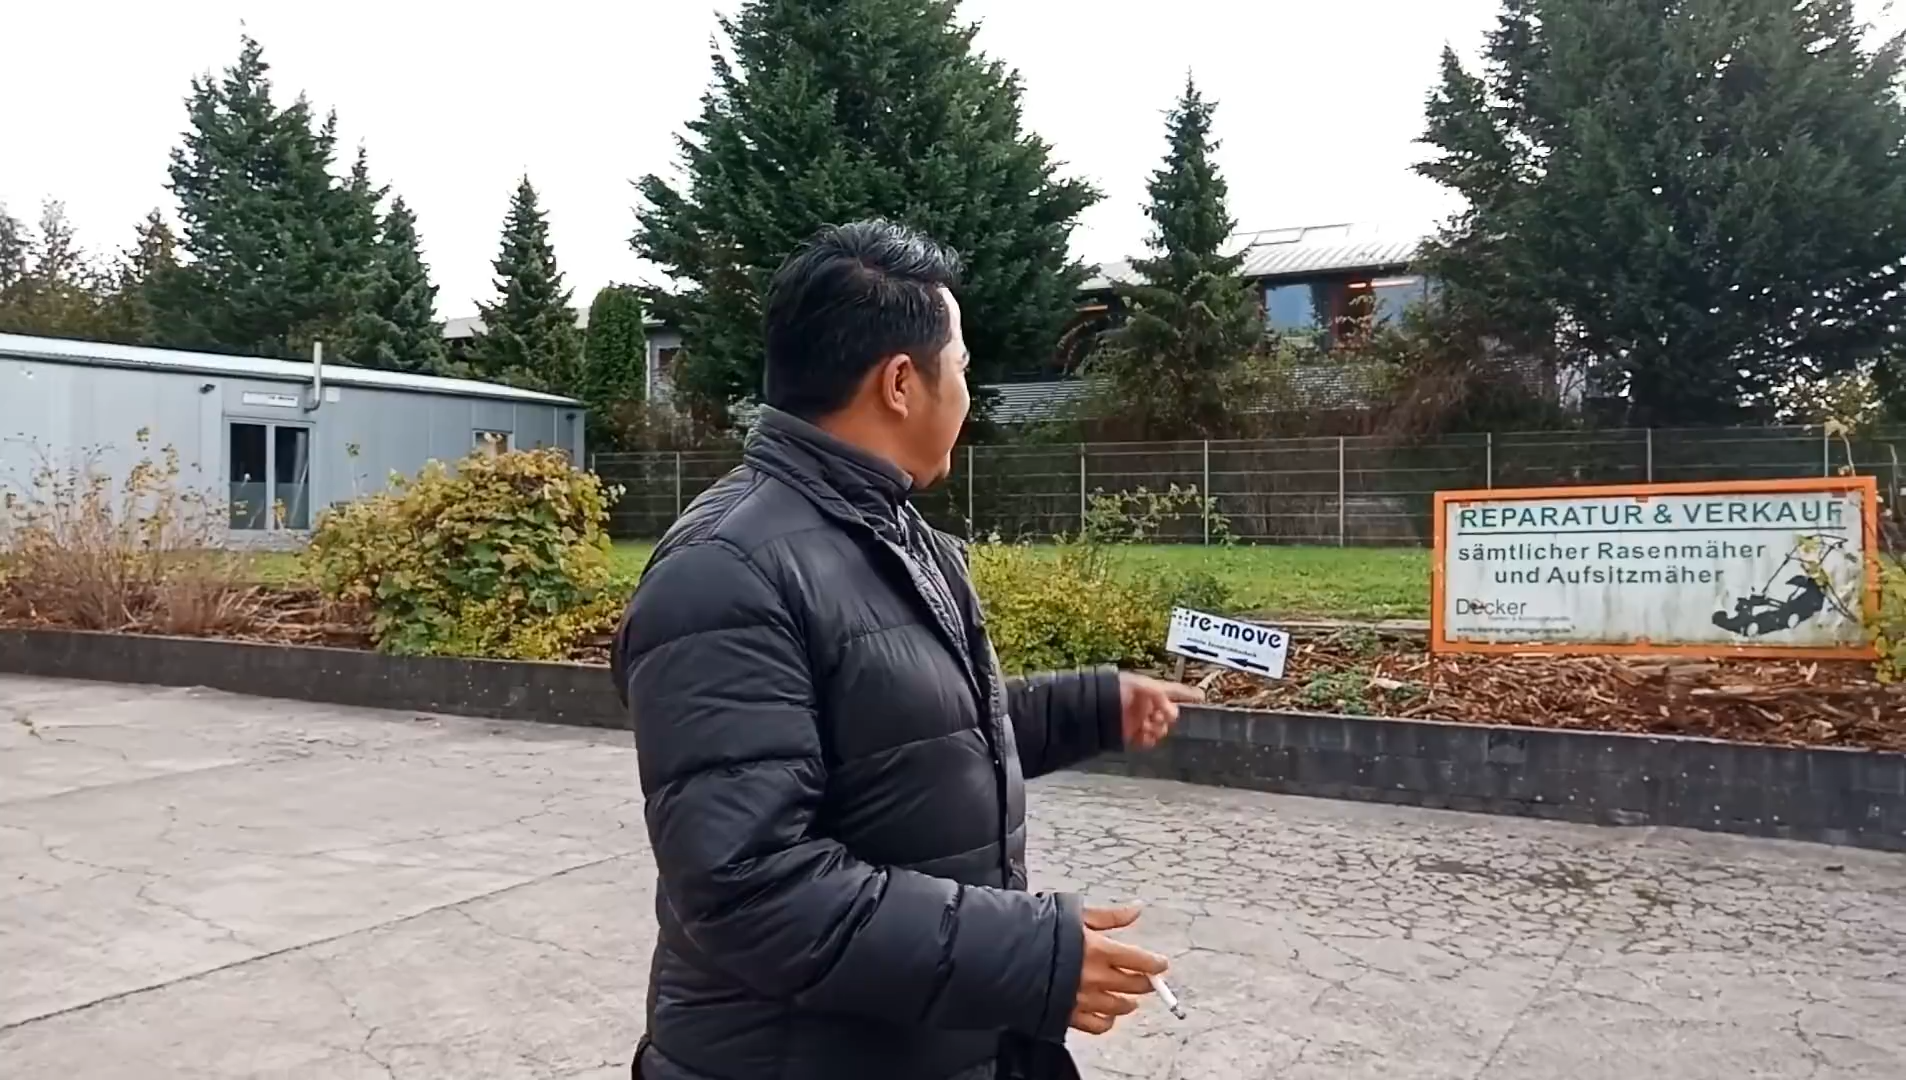 REPARATUR & VERKAUF
sämtlicher Rasenmäher
und Aufsitzmäher
Decker
re-move